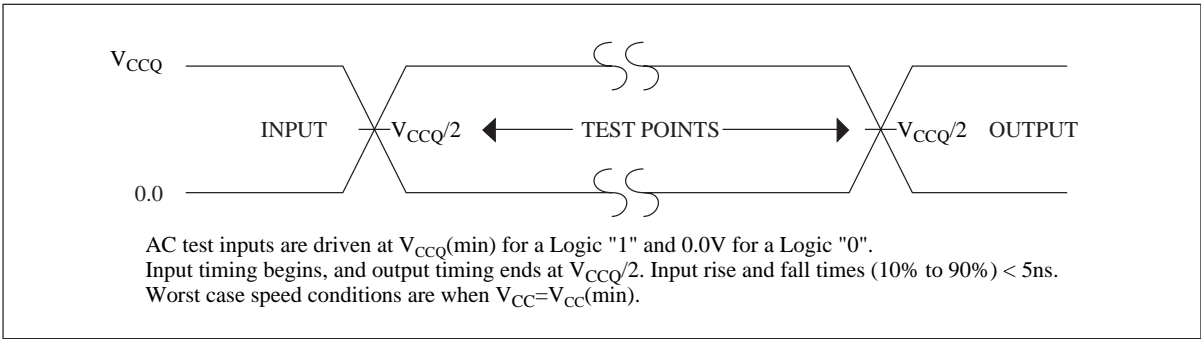 V_CCQ
INPUT V_CCQ/2 TEST POINTS V_CCQ/2 OUTPUT
0.0
AC test inputs are driven at V_CCQ(min) for a Logic "1" and 0.0V for a Logic "0".
Input timing begins, and output timing ends at V_CCQ/2. Input rise and fall times (10% to 90%) < 5ns.
Worst case speed conditions are when V_CC=V_CC(min).